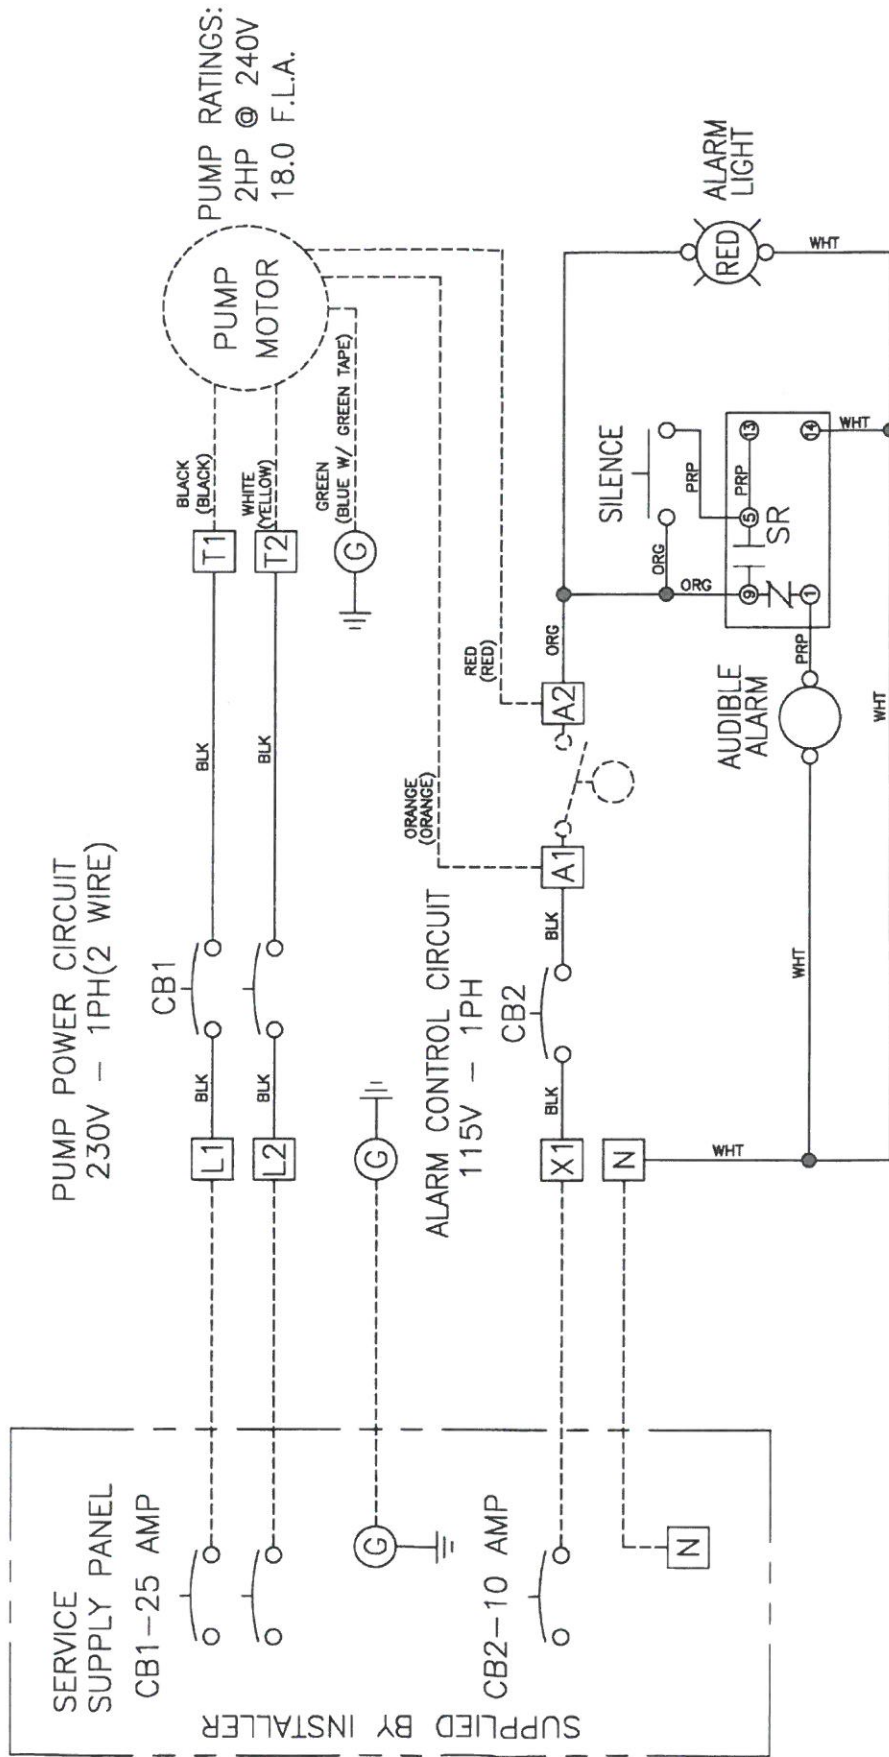 PUMP POWER CIRCUIT
230V – 1PH(2 WIRE)
PUMP RATINGS:
2HP @ 240V
18.0 F.L.A.
SERVICE
SUPPLY PANEL
CB1–25 AMP
L1
BLK
CB1
BLK
T1
BLACK
(BLACK)
PUMP
MOTOR
L2
BLK
BLK
T2
WHITE
(YELLOW)
GREEN
(BLUE W/ GREEN TAPE)
G
G
G
ALARM CONTROL CIRCUIT
115V – 1PH
ORANGE
(ORANGE)
RED
(RED)
CB2–10 AMP
X1
BLK
CB2
BLK
A1
A2
ORG
SILENCE
ORG
PRP
ORG
ALARM
LIGHT
RED
WHT
N
N
WHT
AUDIBLE
ALARM
PRP
9
5
PRP
13
SR
1
14
WHT
WHT
WHT
SUPPLIED BY INSTALLER